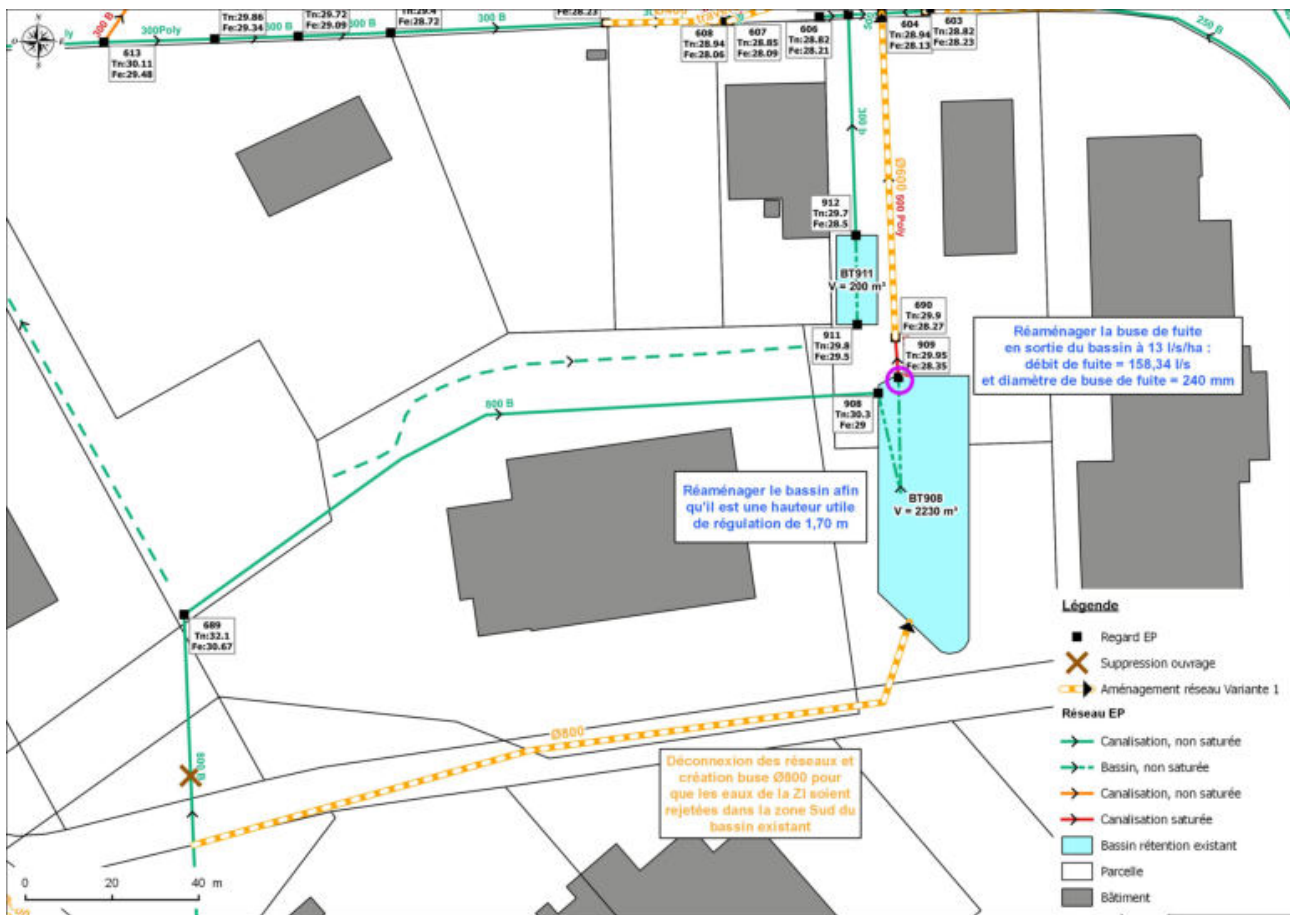 Tn:29.86
Fe:29.34
Tn:29.72
Fe:29.09
Tn:29.4
Fe:28.72
Fe:28.23
300 B
300Poly
300 B
300 B
300 B
613
Tn:30.11
Fe:29.48
608
Tn:28.94
Fe:28.06
607
Tn:28.85
Fe:28.09
606
Tn:28.82
Fe:28.21
604
Tn:28.94
Fe:28.13
603
Tn:28.82
Fe:28.23
250 B
300 b
Ø600
600 Poly
912
Tn:29.7
Fe:28.5
BT911
V = 200 m³
911
Tn:29.8
Fe:29.5
690
Tn:29.9
Fe:28.27
909
Tn:29.95
Fe:28.35
Réaménager la buse de fuite
en sortie du bassin à 13 l/s/ha :
débit de fuite = 158,34 l/s
et diamètre de buse de fuite = 240 mm
800 B
908
Tn:30.3
Fe:29
Réaménager le bassin afin
qu'il est une hauteur utile
de régulation de 1,70 m
BT908
V = 2230 m³
689
Tn:32.1
Fe:30.67
800 B
Ø800
Déconnexion des réseaux et
création buse Ø800 pour
que les eaux de la ZI soient
rejetées dans la zone Sud du
bassin existant
Légende
Regard EP
Suppression ouvrage
Aménagement réseau Variante 1
Réseau EP
Canalisation, non saturée
Bassin, non saturée
Canalisation, non saturée
Canalisation saturée
Bassin rétention existant
Parcelle
Bâtiment
0 20 40 m